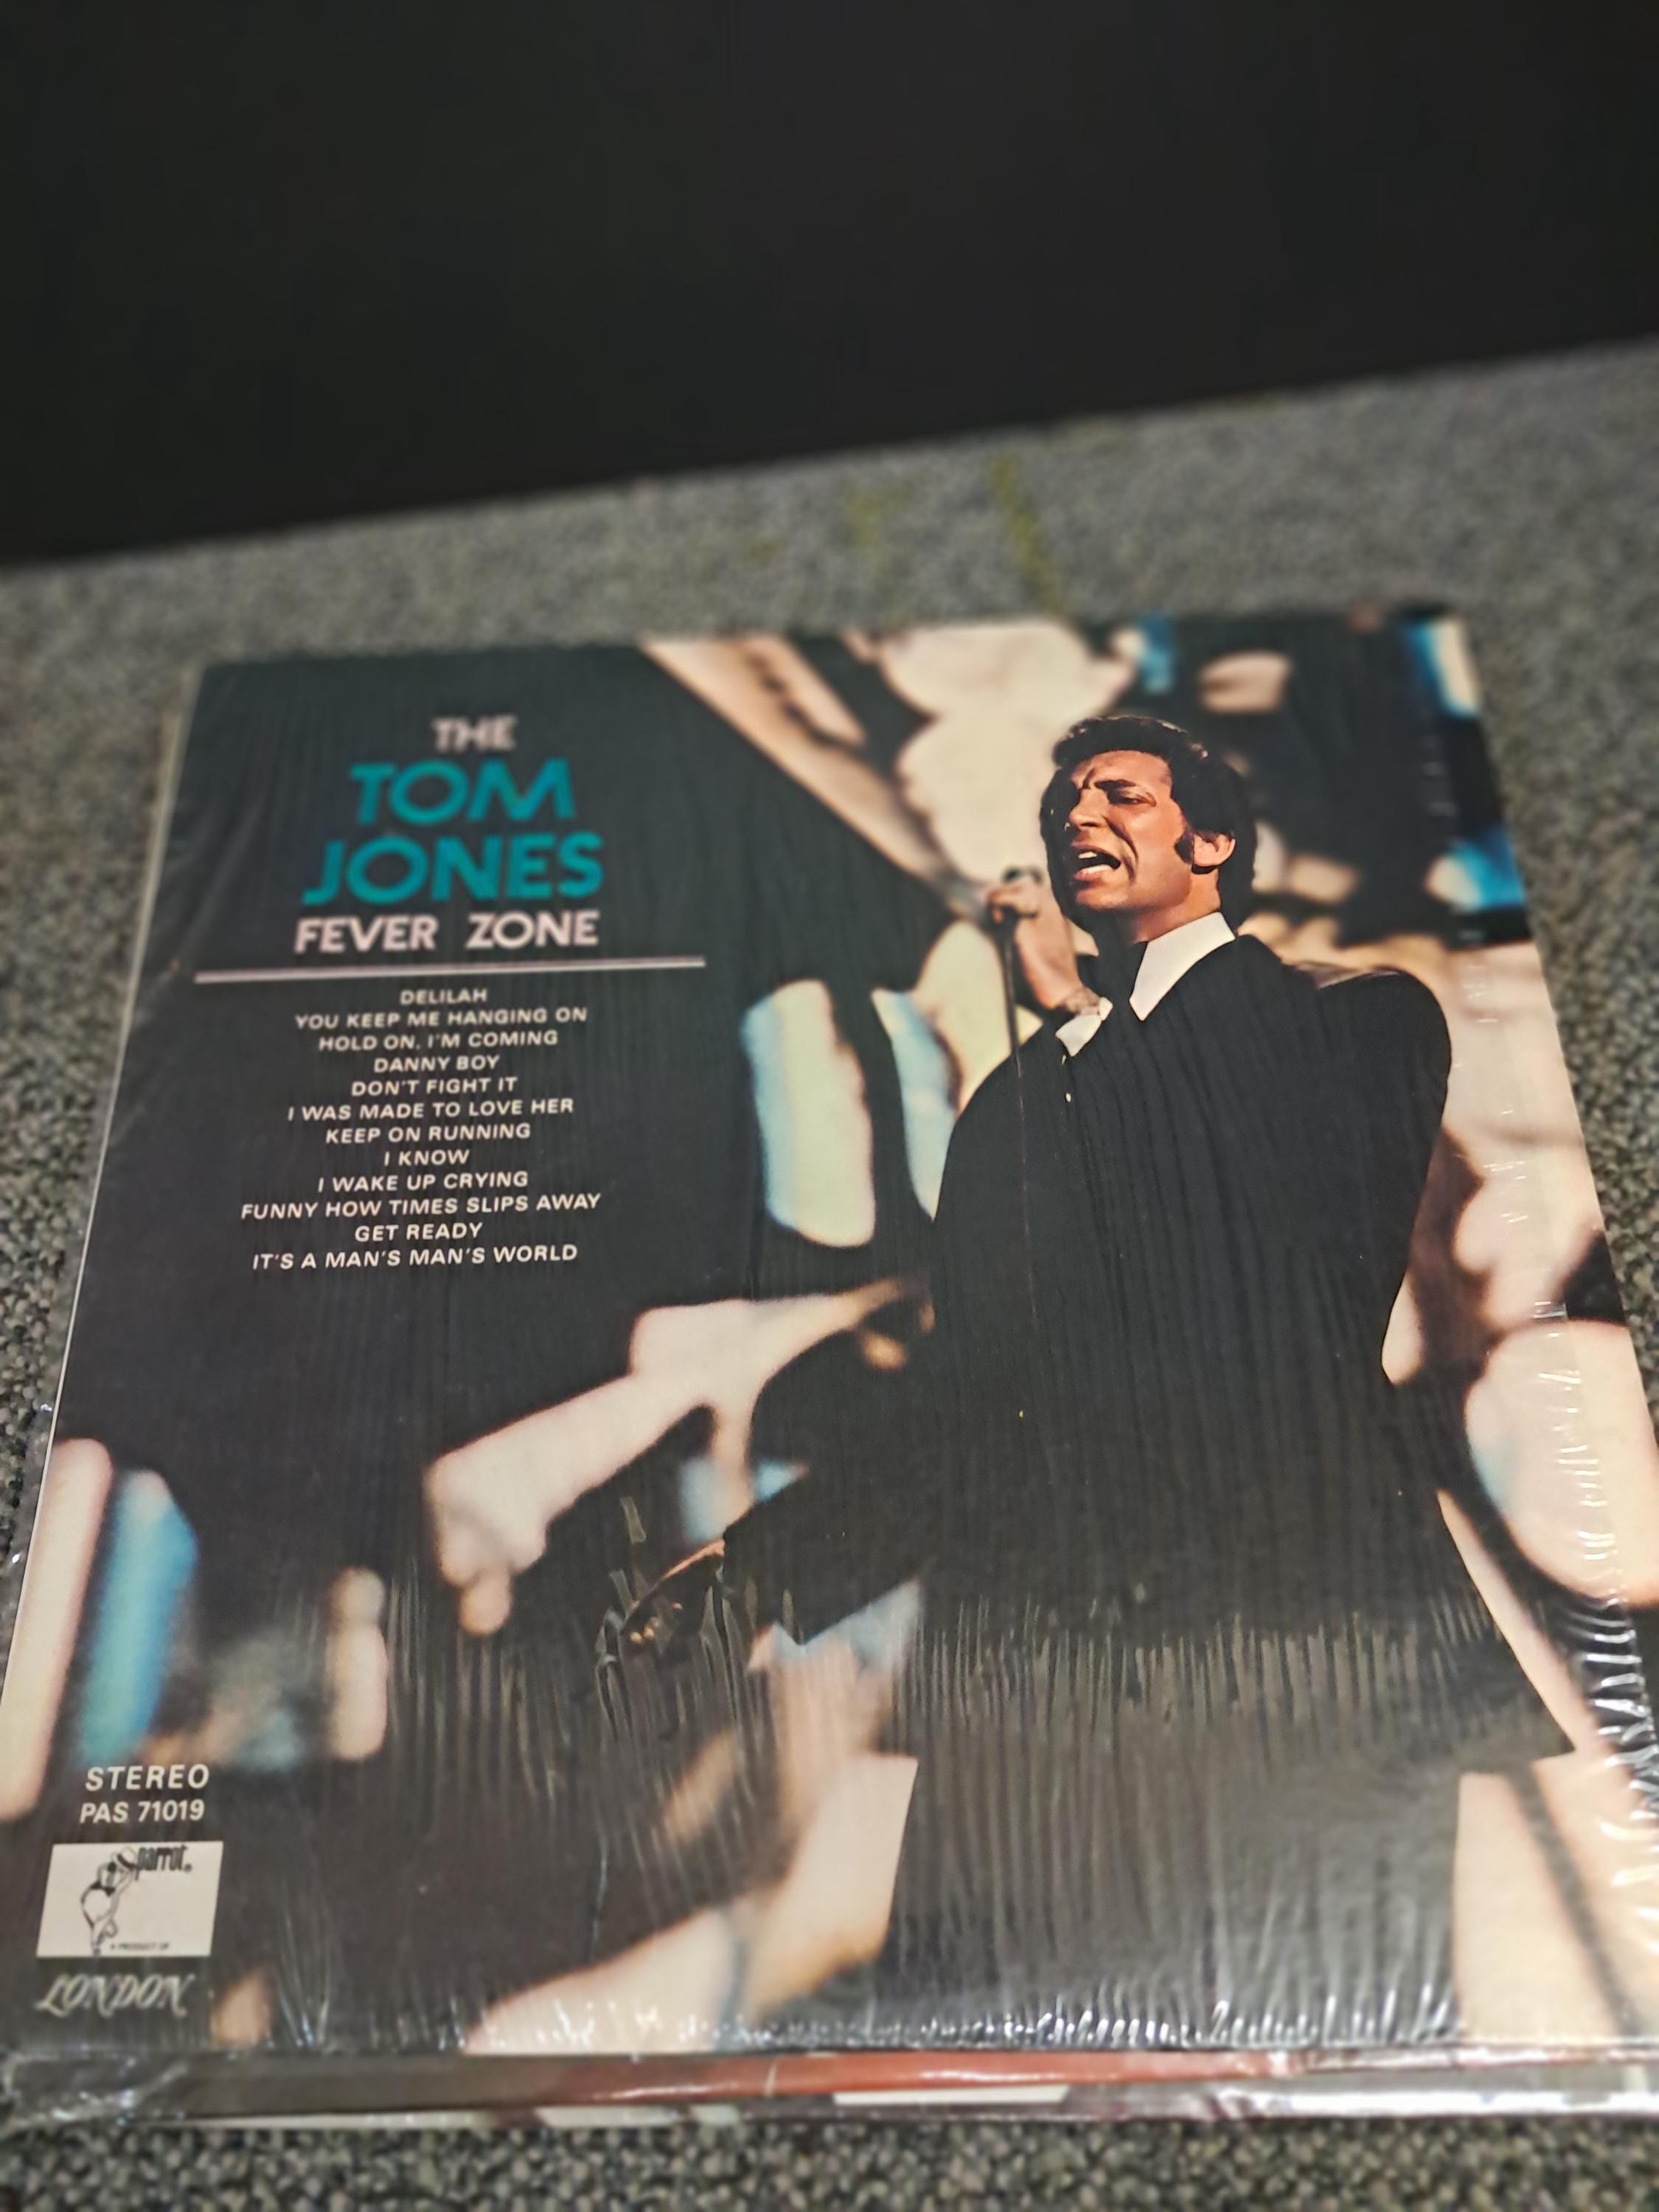 THE
TOM
JONES
FEVER ZONE
DELILAH
YOU KEEP ME HANGING ON
HOLD ON, I'M COMING
DANNY BOY
DON'T FIGHT IT
I WAS MADE TO LOVE HER
KEEP ON RUNNING
I KNOW
I WAKE UP CRYING
FUNNY HOW TIMES SLIPS AWAY
GET READY
IT'S A MAN'S MAN'S WORLD
STEREO
PAS 71019
parrot®
A PRODUCT OF
LONDON